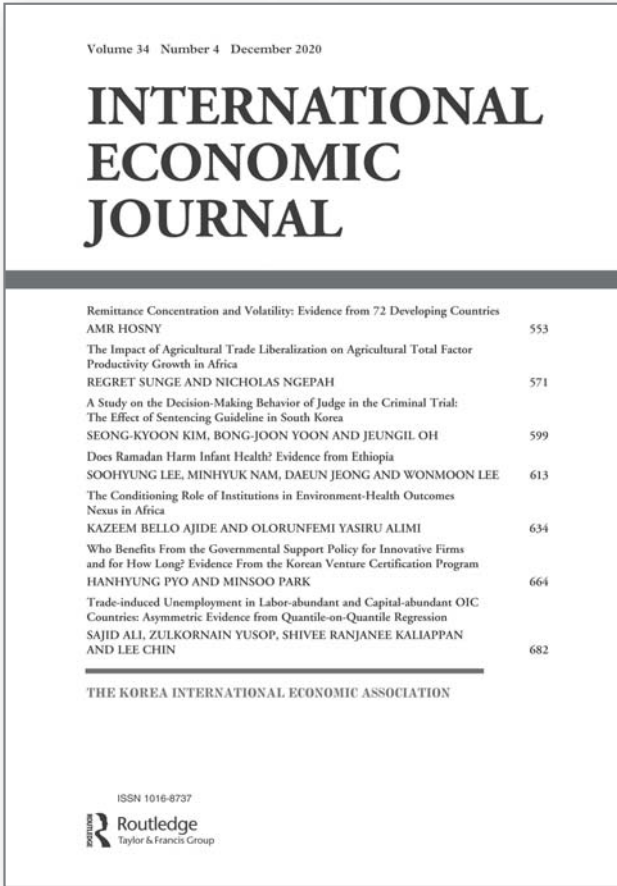 Volume 34 Number 4 December 2020
INTERNATIONAL
ECONOMIC
JOURNAL
Remittance Concentration and Volatility: Evidence from 72 Developing Countries
AMR HOSNY 553
The Impact of Agricultural Trade Liberalization on Agricultural Total Factor
Productivity Growth in Africa
REGRET SUNGE AND NICHOLAS NGEPAH 571
A Study on the Decision-Making Behavior of Judge in the Criminal Trial:
The Effect of Sentencing Guideline in South Korea
SEONG-KYOON KIM, BONG-JOON YOON AND JEUNGIL OH 599
Does Ramadan Harm Infant Health? Evidence from Ethiopia
SOOHYUNG LEE, MINHYUK NAM, DAEUN JEONG AND WONMOON LEE 613
The Conditioning Role of Institutions in Environment-Health Outcomes
Nexus in Africa
KAZEEM BELLO AJIDE AND OLORUNFEMI YASIRU ALIMI 634
Who Benefits From the Governmental Support Policy for Innovative Firms
and for How Long? Evidence From the Korean Venture Certification Program
HANHYUNG PYO AND MINSOO PARK 664
Trade-induced Unemployment in Labor-abundant and Capital-abundant OIC
Countries: Asymmetric Evidence from Quantile-on-Quantile Regression
SAJID ALI, ZULKORNAIN YUSOP, SHIVEE RANJANEE KALIAPPAN
AND LEE CHIN 682
THE KOREA INTERNATIONAL ECONOMIC ASSOCIATION
ISSN 1016-8737
ROUTLEDGE
Routledge
Taylor & Francis Group